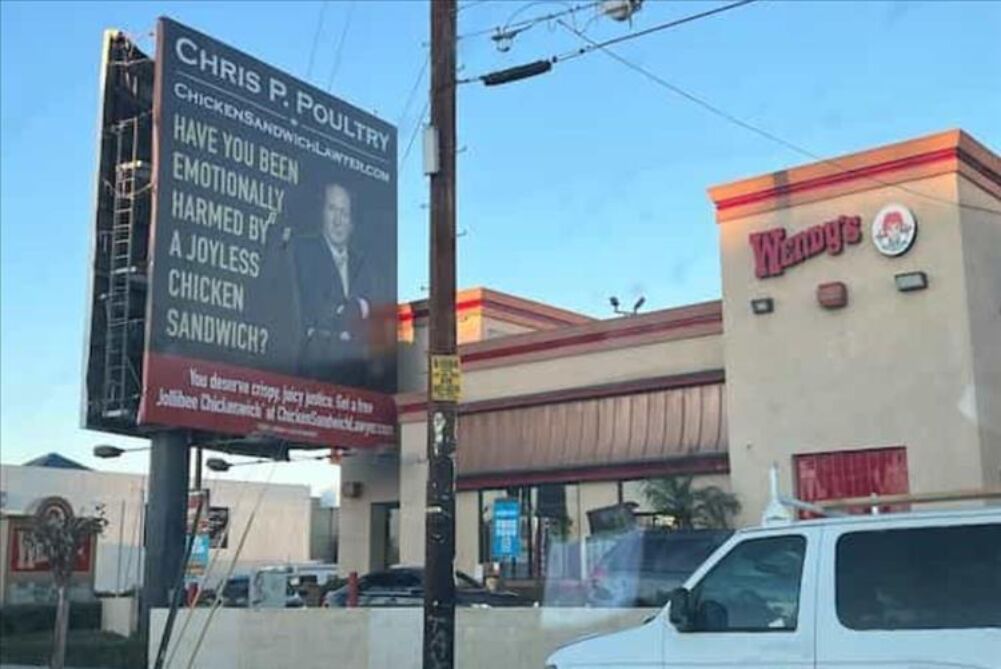 CHRIS P. POULTRY
CHICKENSANDWICHLAWYER.COM
HAVE YOU BEEN
EMOTIONALLY
HARMED BY
A JOYLESS
CHICKEN
SANDWICH?
You deserve crispy, juicy justice. Get a free
Jollibee Chickenwich at ChickenSandwichLawyer.com
WENDY'S